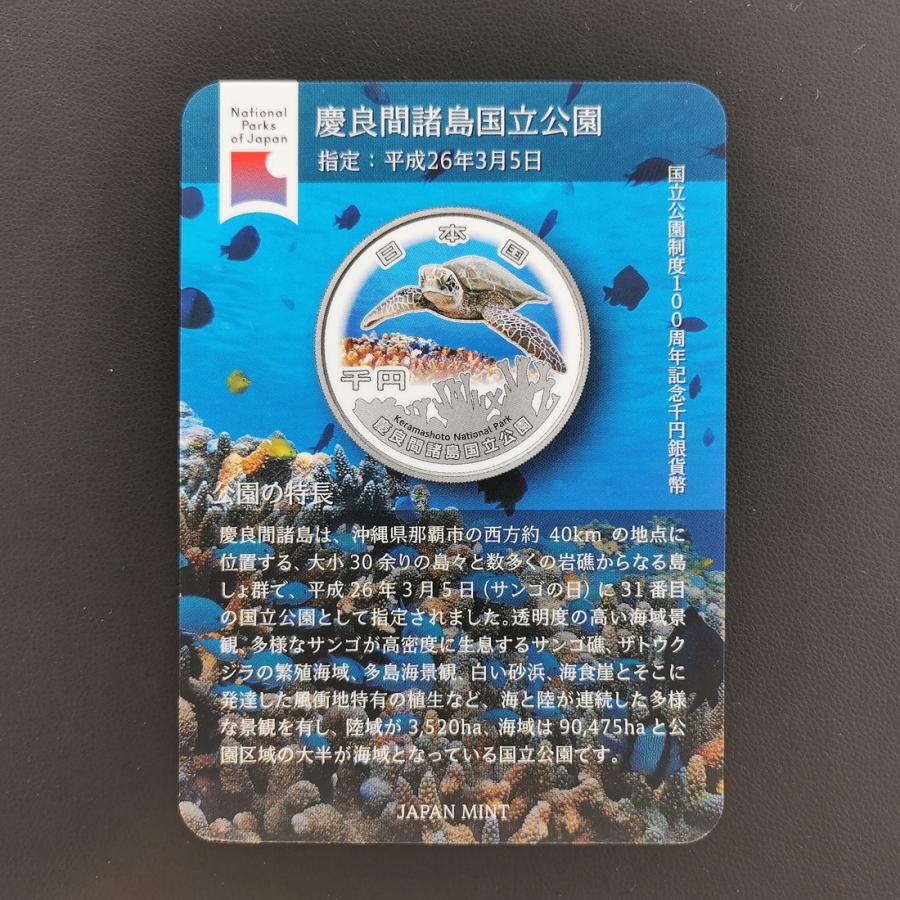 National
Parks
of Japan
慶良間諸島国立公園
指定：平成26年3月5日
国立公園制度100周年記念千円銀貨幣
日本国
千円
Keramashoto National Park
慶良間諸島国立公園
公園の特長
慶良間諸島は、沖縄県那覇市の西方約 40km の地点に
位置する、大小 30 余りの島々と数多くの岩礁からなる島
しょ群で、平成 26 年 3 月 5 日 (サンゴの日) に 31 番目
の国立公園として指定されました。透明度の高い海域景
観、多様なサンゴが高密度に生息するサンゴ礁、ザトウク
ジラの繁殖海域、多島海景観、白い砂浜、海食崖とそこに
発達した風衝地特有の植生など、海と陸が連続した多様
な景観を有し、陸域が 3,520ha、海域は 90,475ha と公
園区域の大半が海域となっている国立公園です。
JAPAN MINT